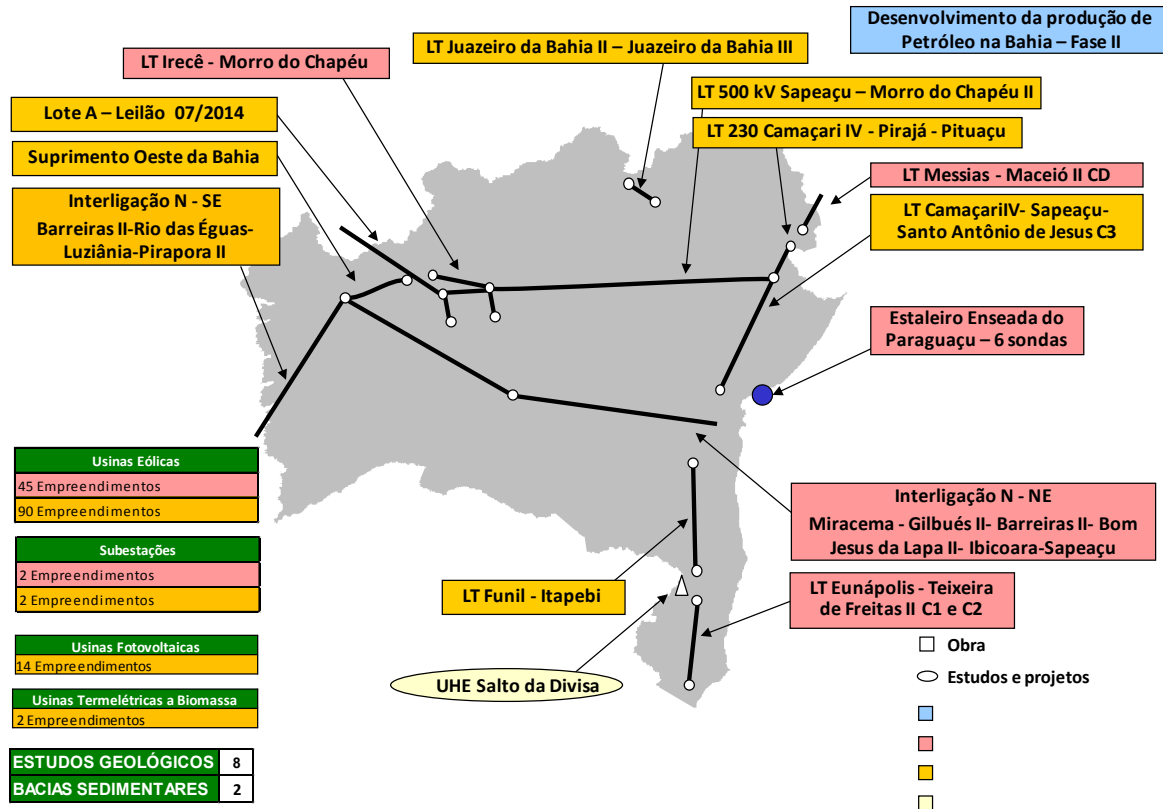 Desenvolvimento da produção de
Petróleo na Bahia – Fase II
LT Juazeiro da Bahia II – Juazeiro da Bahia III
LT Irecê - Morro do Chapéu
LT 500 kV Sapeaçu – Morro do Chapéu II
Lote A – Leilão 07/2014
LT 230 Camaçari IV - Pirajá - Pituaçu
Suprimento Oeste da Bahia
LT Messias - Maceió II CD
Interligação N - SE
Barreiras II-Rio das Éguas-
Luziânia-Pirapora II
LT CamaçariIV- Sapeaçu-
Santo Antônio de Jesus C3
Estaleiro Enseada do
Paraguaçu – 6 sondas
Usinas Eólicas
45 Empreendimentos
90 Empreendimentos
Interligação N - NE
Miracema - Gilbués II- Barreiras II- Bom
Jesus da Lapa II- Ibicoara-Sapeaçu
Subestações
2 Empreendimentos
2 Empreendimentos
LT Funil - Itapebi
LT Eunápolis - Teixeira
de Freitas II C1 e C2
Usinas Fotovoltaicas
14 Empreendimentos
Obra
Estudos e projetos
UHE Salto da Divisa
Usinas Termelétricas a Biomassa
2 Empreendimentos
ESTUDOS GEOLÓGICOS 8
BACIAS SEDIMENTARES 2